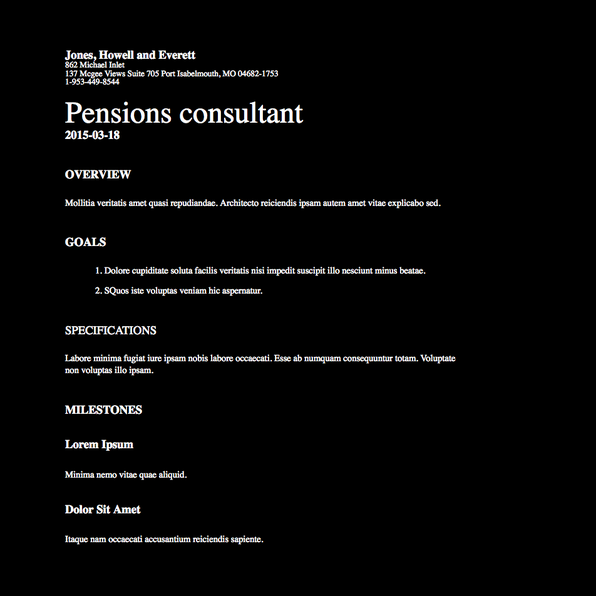 Jones, Howell and Everett
862 Michael Inlet
137 Mcgee Views Suite 705 Port Isabelmouth, MO 04682-1753
1-953-449-8544
Pensions consultant
2015-03-18
OVERVIEW
Mollitia veritatis amet quasi repudiandae. Architecto reiciendis ipsam autem amet vitae explicabo sed.
GOALS
1. Dolore cupiditate soluta facilis veritatis nisi impedit suscipit illo nesciunt minus beatae.
2. SQuos iste voluptas veniam hic aspernatur.
SPECIFICATIONS
Labore minima fugiat iure ipsam nobis labore occaecati. Esse ab numquam consequuntur totam. Voluptate
non voluptas illo ipsam.
MILESTONES
Lorem Ipsum
Minima nemo vitae quae aliquid.
Dolor Sit Amet
Itaque nam occaecati accusantium reiciendis sapiente.